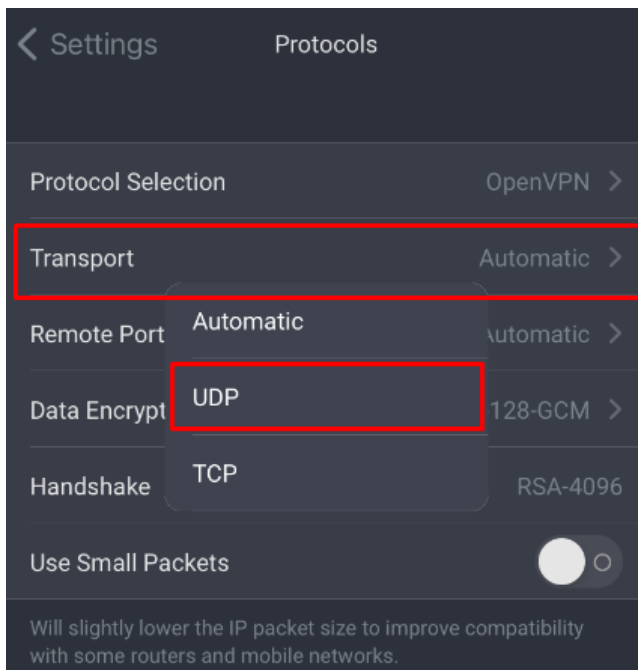 Settings
Protocols
Protocol Selection OpenVPN
Transport Automatic
Automatic
Remote Port Automatic
UDP
Data Encrypt 128-GCM
TCP
Handshake RSA-4096
Use Small Packets
Will slightly lower the IP packet size to improve compatibility
with some routers and mobile networks.